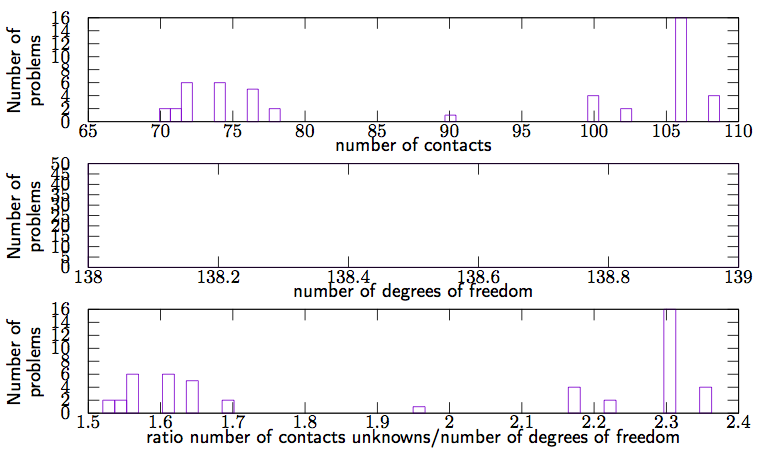 Number of
problems
16
14
12
10
8
6
4
2
0
65 70 75 80 85 90 95 100 105 110
number of contacts
Number of
problems
50
45
40
35
30
25
20
15
10
5
0
138 138.2 138.4 138.6 138.8 139
number of degrees of freedom
Number of
problems
16
14
12
10
8
6
4
2
0
1.5 1.6 1.7 1.8 1.9 2 2.1 2.2 2.3 2.4
ratio number of contacts unknowns/number of degrees of freedom